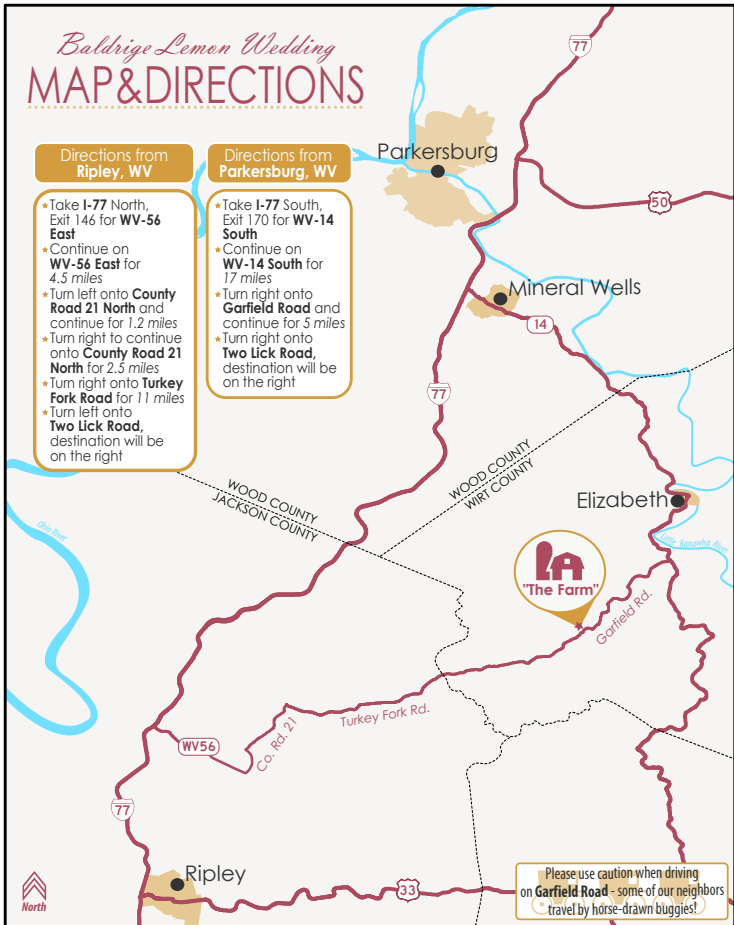 Baldrige Lemon Wedding
MAP&DIRECTIONS
Directions from
Ripley, WV
★Take I-77 North,
Exit 146 for WV-56
East
★Continue on
WV-56 East for
4.5 miles
★Turn left onto County
Road 21 North and
continue for 1.2 miles
★Turn right to continue
onto County Road 21
North for 2.5 miles
★Turn right onto Turkey
Fork Road for 11 miles
★Turn left onto
Two Lick Road,
destination will be
on the right
Directions from
Parkersburg, WV
★Take I-77 South,
Exit 170 for WV-14
South
★Continue on
WV-14 South for
17 miles
★Turn right onto
Garfield Road and
continue for 5 miles
★Turn right onto
Two Lick Road,
destination will be
on the right
77
Parkersburg
50
Mineral Wells
14
77
WOOD COUNTY
WIRT COUNTY
WOOD COUNTY
JACKSON COUNTY
Elizabeth
Ohio River
Little Kanawha River
"The Farm"
Garfield Rd.
Turkey Fork Rd.
Co. Rd. 21
WV56
77
Ripley
33
North
Please use caution when driving
on Garfield Road - some of our neighbors
travel by horse-drawn buggies!